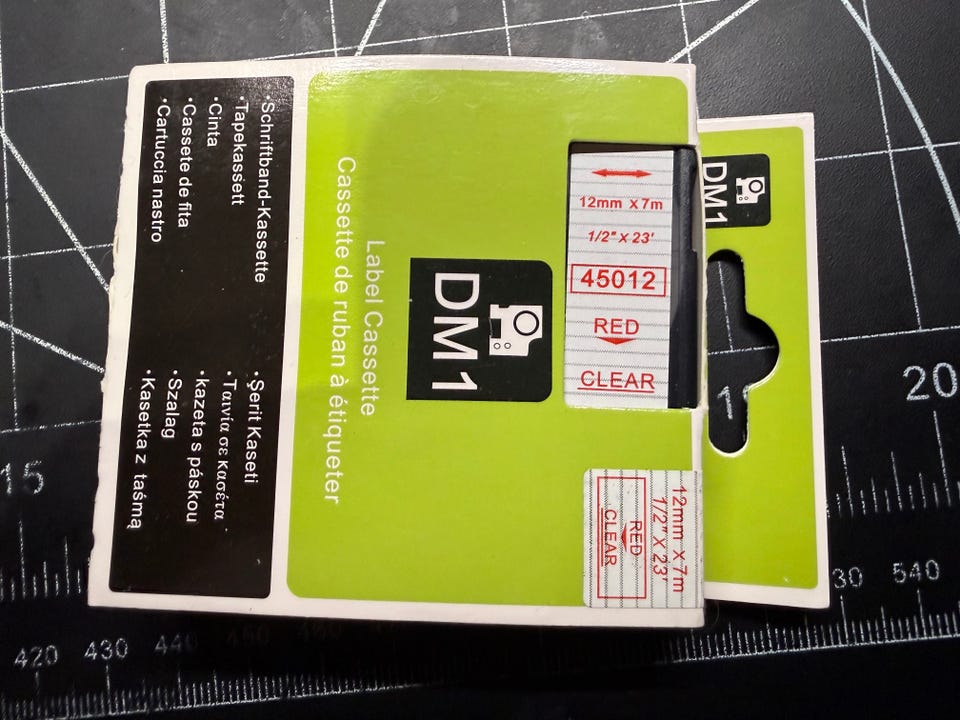 DM1
12mm x 7m
1/2" X 23'
45012
RED
CLEAR
12mm x 7m
1/2" X 23'
RED
CLEAR
DM1
Label Cassette
Cassette de ruban à étiqueter
•Schriftband-Kassette
•Tapekassett
•Cinta
•Cassete de fita
•Cartuccia nastro
•Şerit Kaseti
•Ταινία σε κασέτα
•kazeta s páskou
•Szalag
•Kasetka z taśmą
20
1"
15
420
430
440
30
540